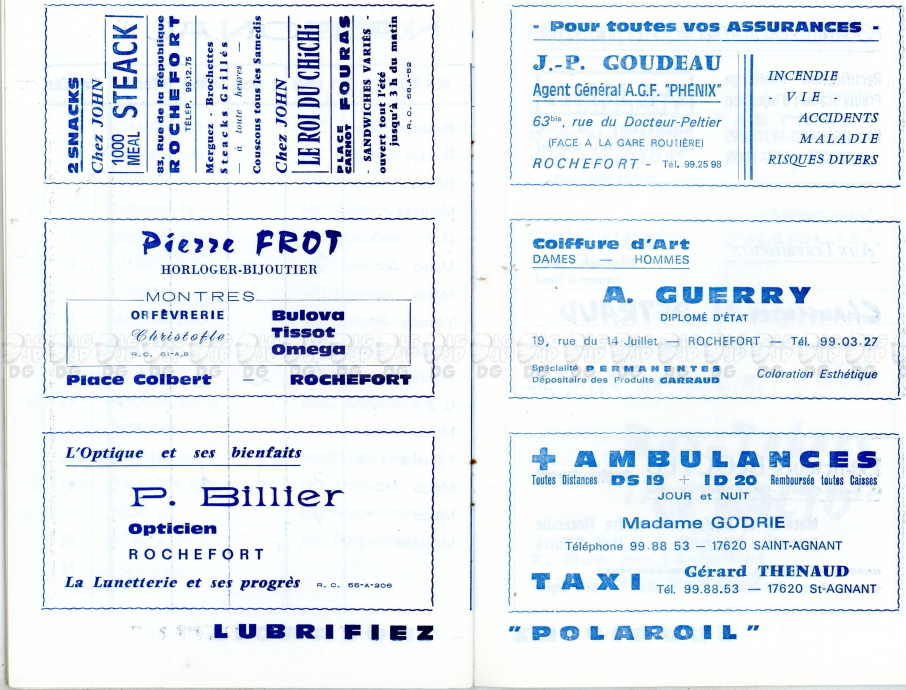 2 SNACKS
Chez JOHN
1000 MEAL STEACK
83, Rue de la République
ROCHEFORT
TÉLÉP. 99.12.75
Merguez - Brochettes
Steacks Grillés
— à toute heures —
Couscous tous les Samedis
Chez JOHN
LE ROI DU CHiCHi
PLACE CARNOT FOURAS
- SANDWICHES VARIÉS -
ouvert tout l'été
jusqu'à 3 h du matin
Pierre FROT
HORLOGER-BIJOUTIER
MONTRES
ORFÈVRERIE Bulova
Christofle Tissot
Omega
R.C. 61-A.8
Place Colbert — ROCHEFORT
L'Optique et ses bienfaits
P. Billier
Opticien
ROCHEFORT
La Lunetterie et ses progrès R. C. 55-A-206
LUBRIFIEZ
- Pour toutes vos ASSURANCES -
J.-P. GOUDEAU
Agent Général A.G.F. "PHÉNIX"
63bis, rue du Docteur-Peltier
(FACE A LA GARE ROUTIÈRE)
ROCHEFORT - Tél. 99.25 98
INCENDIE
VIE -
ACCIDENTS
MALADIE
RISQUES DIVERS
Coiffure d'Art
DAMES — HOMMES
A. GUERRY
DIPLOMÉ D'ÉTAT
19, rue du 14 Juillet — ROCHEFORT — Tél. 99.03.27
Spécialité PERMANENTES
Dépositaire des Produits GARRAUD
Coloration Esthétique
+ AMBULANCES
Toutes Distances DS 19 + ID 20 Remboursée toutes Caisses
JOUR et NUIT
Madame GODRIE
Téléphone 99.88 53 — 17620 SAINT-AGNANT
TAXI Gérard THENAUD
Tél. 99.88.53 — 17620 St-AGNANT
"POLAROIL"